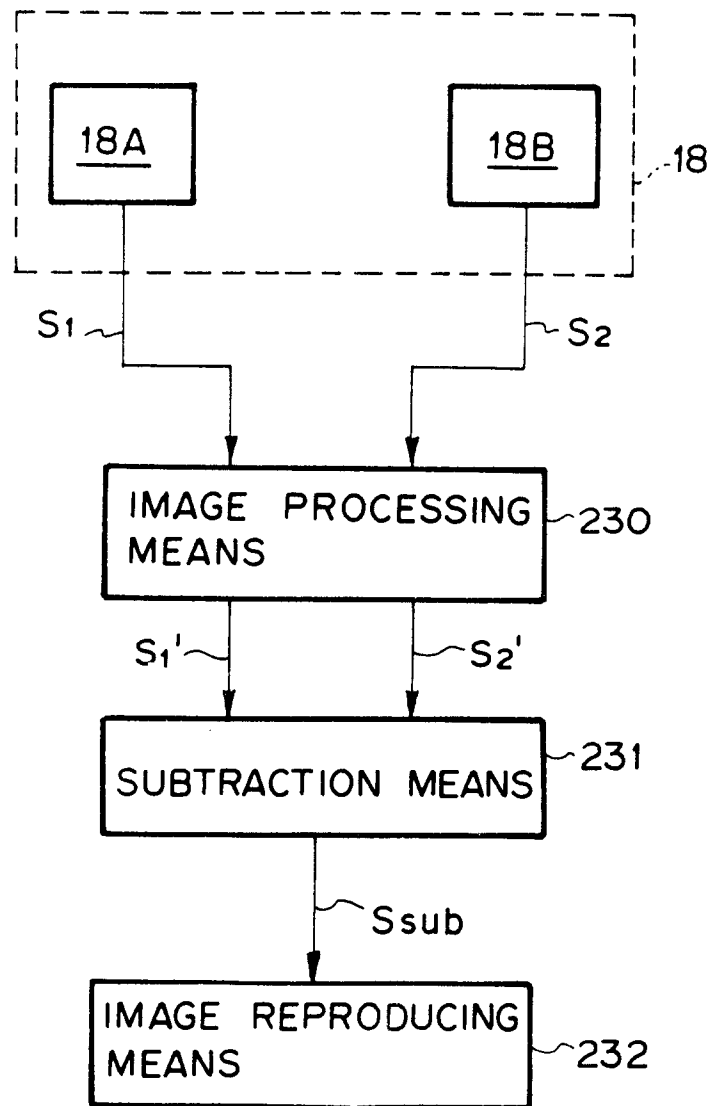 18A
18B
18
S1
S2
IMAGE PROCESSING
MEANS
230
S1'
S2'
SUBTRACTION MEANS
231
Ssub
IMAGE REPRODUCING
MEANS
232